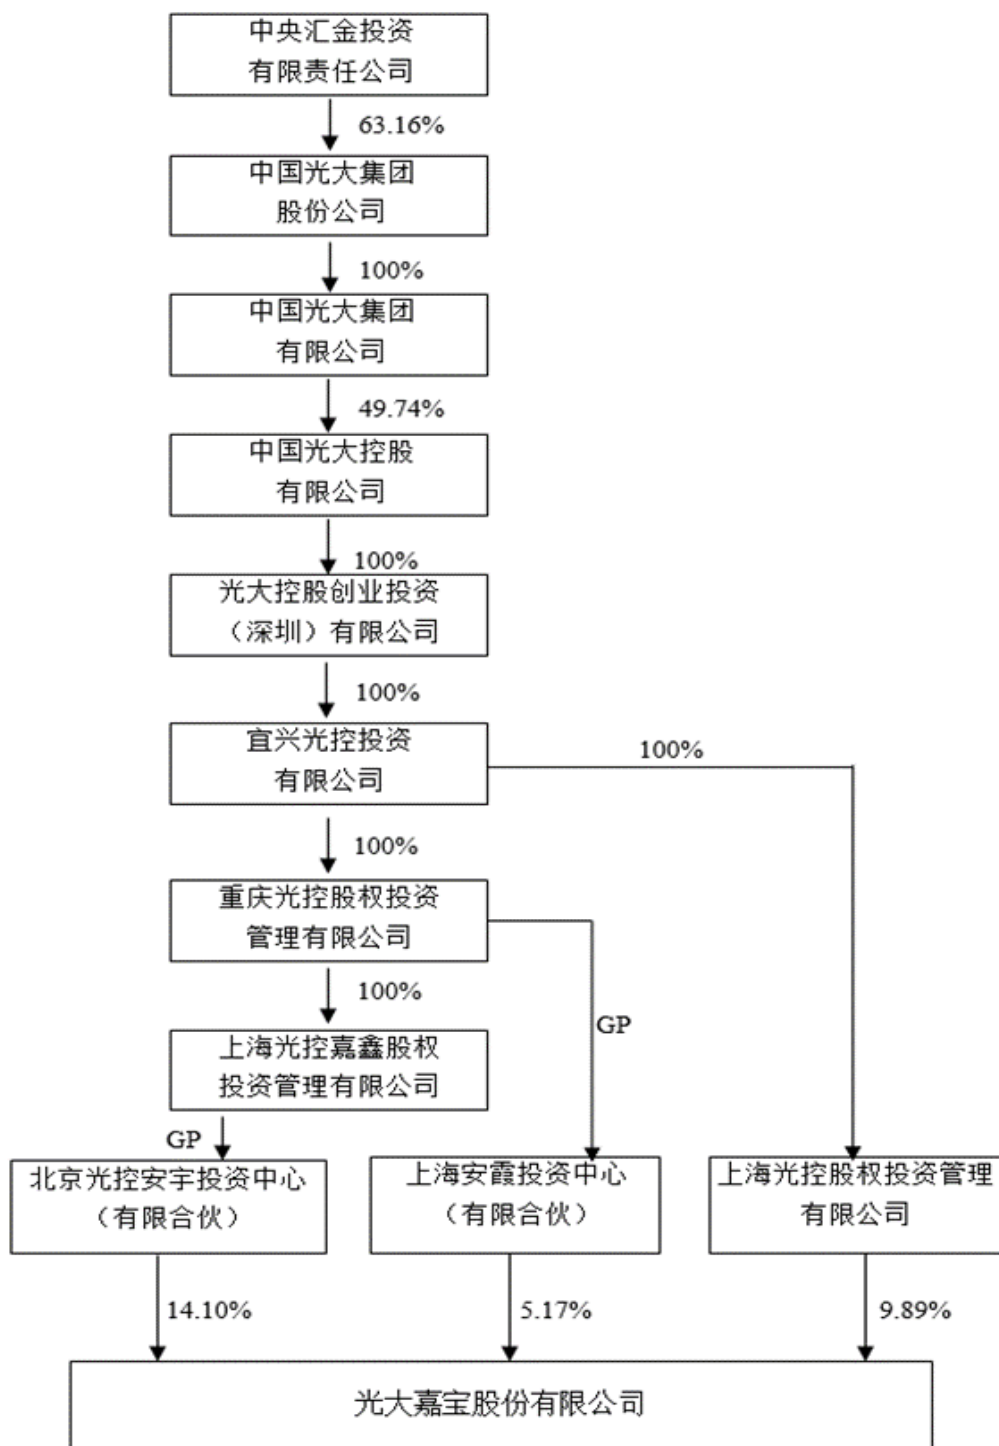 中央汇金投资
有限责任公司
63.16%
中国光大集团
股份公司
100%
中国光大集团
有限公司
49.74%
中国光大控股
有限公司
100%
光大控股创业投资
（深圳）有限公司
100%
宜兴光控投资
有限公司
100%
100%
重庆光控股权投资
管理有限公司
100%
GP
上海光控嘉鑫股权
投资管理有限公司
GP
北京光控安宇投资中心
（有限合伙）
上海安霞投资中心
（有限合伙）
上海光控股权投资管理
有限公司
14.10%
5.17%
9.89%
光大嘉宝股份有限公司